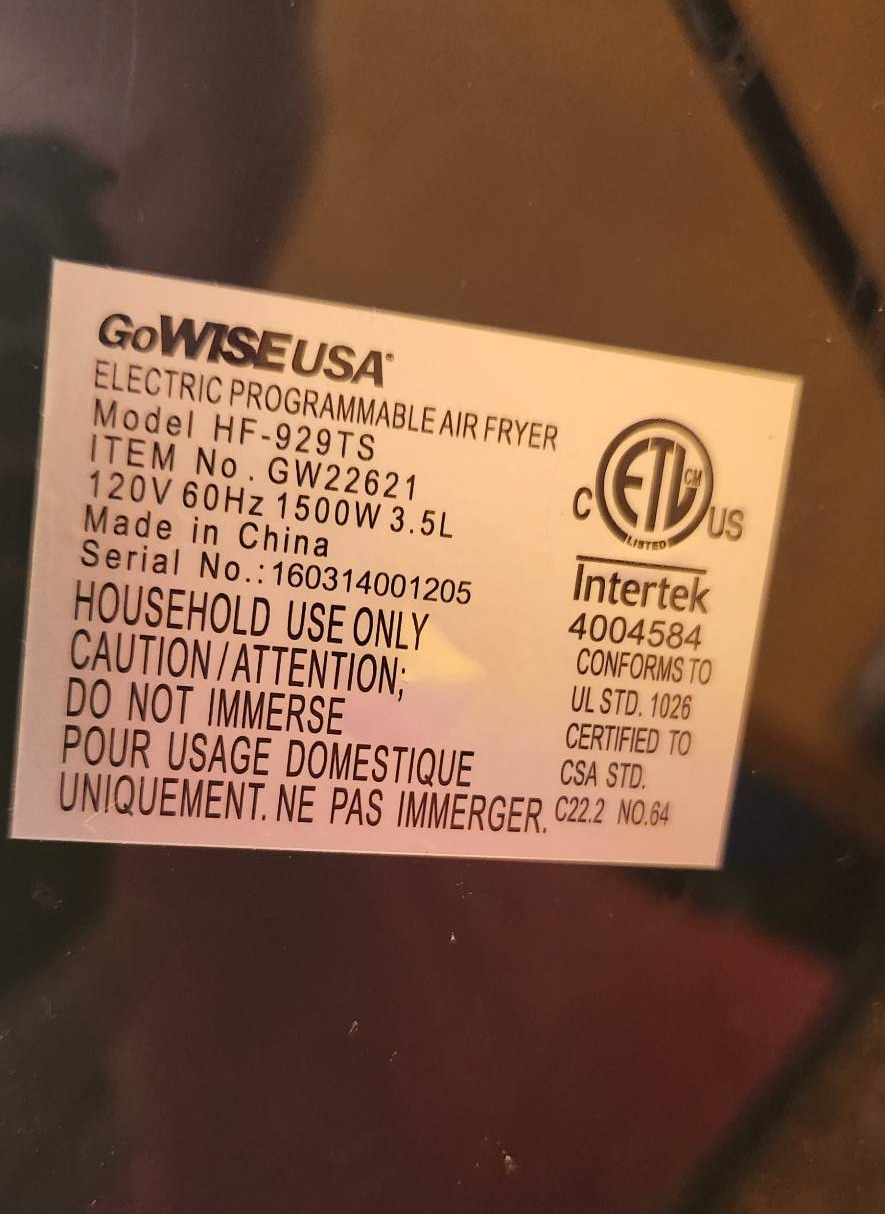 GoWISEUSA®
ELECTRIC PROGRAMMABLE AIR FRYER
Model HF-929TS
ITEM No. GW22621
120V 60Hz 1500W 3.5L
Made in China
Serial No.:160314001205
HOUSEHOLD USE ONLY
CAUTION/ATTENTION;
DO NOT IMMERSE
POUR USAGE DOMESTIQUE
UNIQUEMENT. NE PAS IMMERGER.
C ETL CM US
LISTED
Intertek
4004584
CONFORMS TO
UL STD. 1026
CERTIFIED TO
CSA STD.
C22.2 NO.64